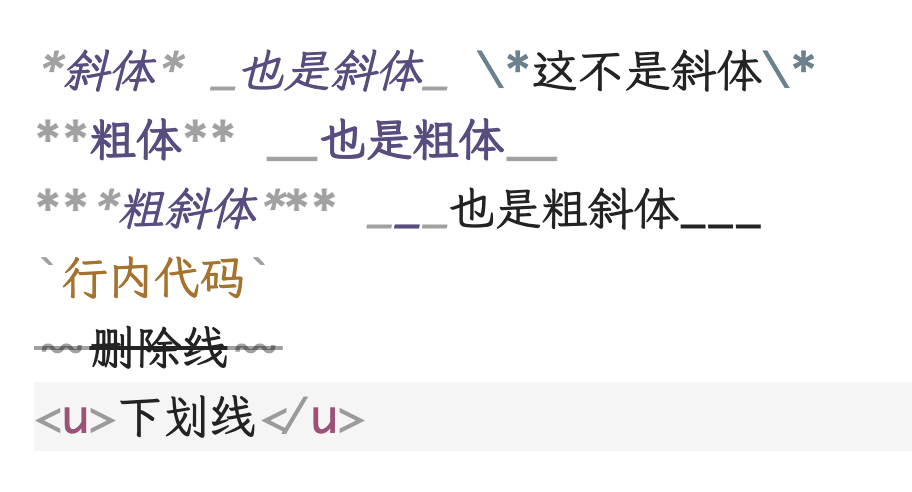 *斜体* _也是斜体_ \*这不是斜体\*
**粗体** __也是粗体__
***粗斜体*** ___也是粗斜体___
`行内代码`
~~删除线~~
<u>下划线</u>